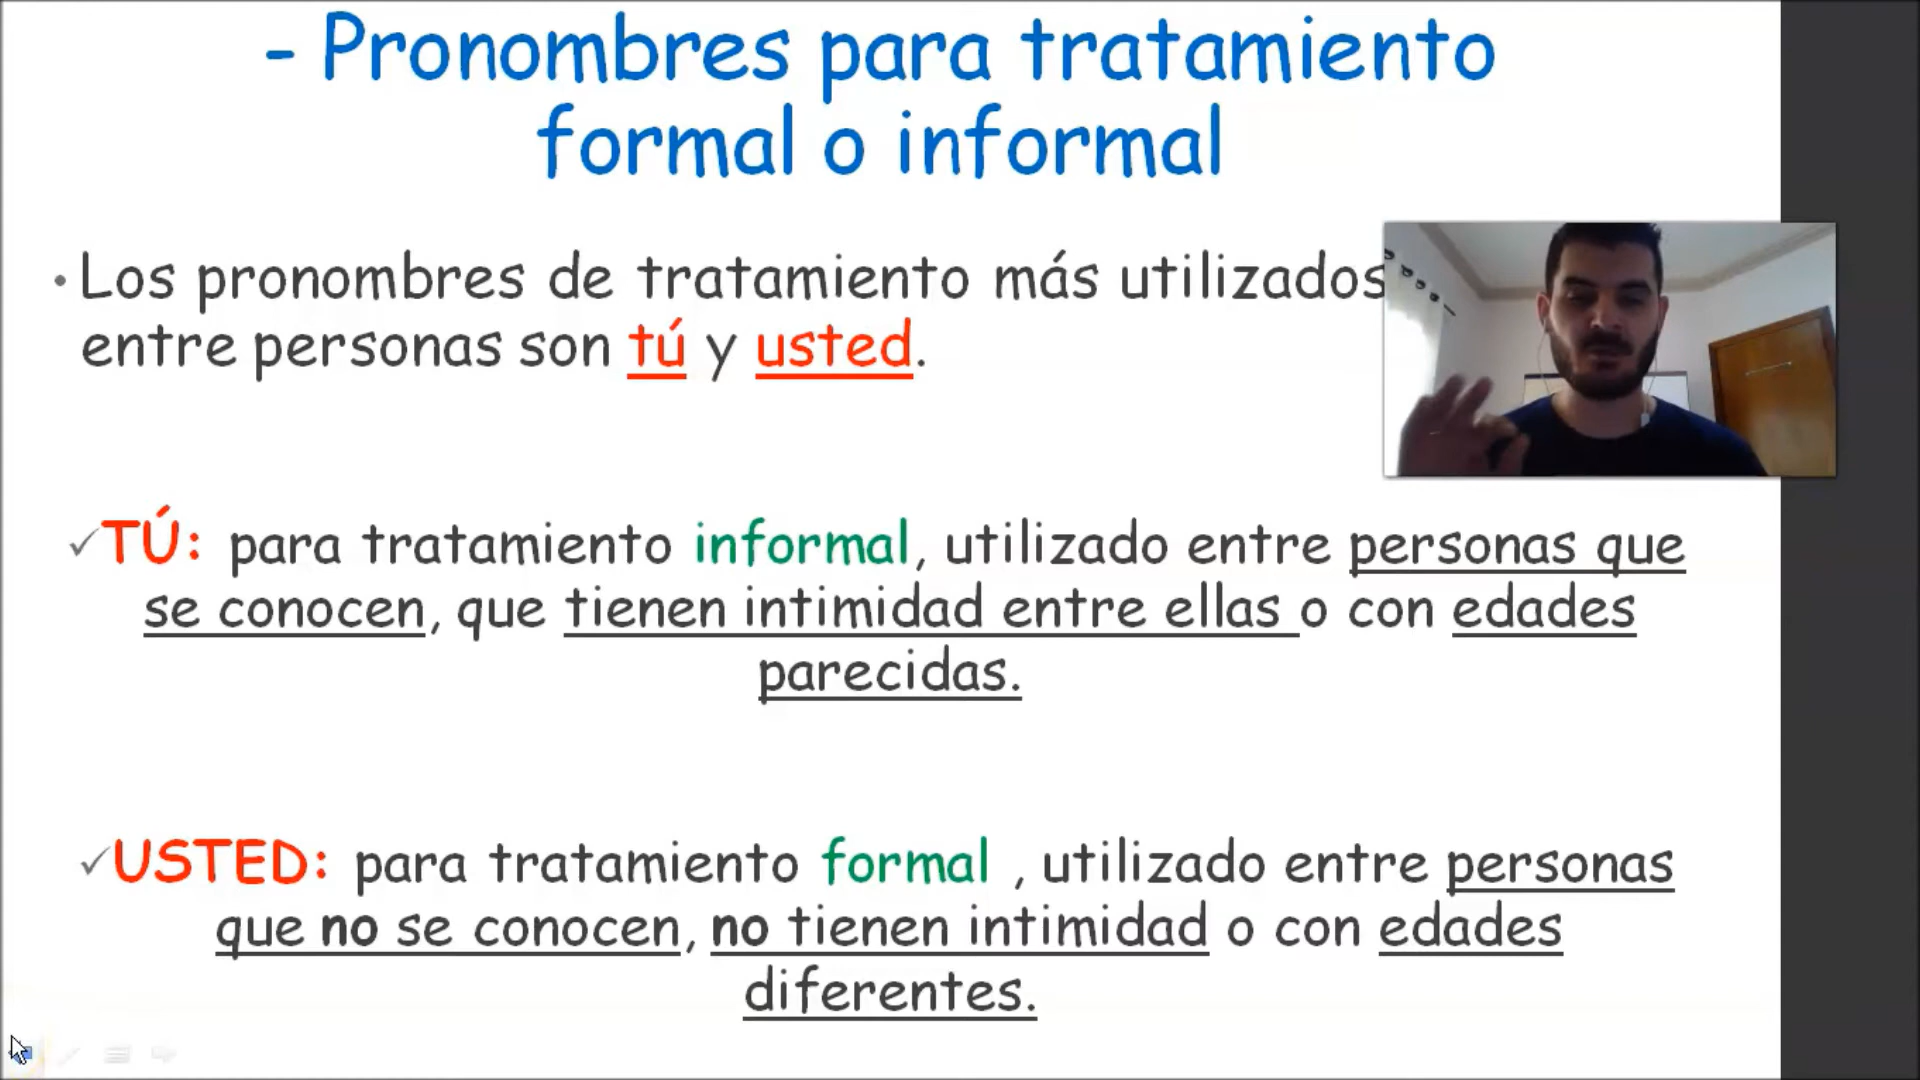 - Pronombres para tratamiento
formal o informal
• Los pronombres de tratamiento más utilizados
entre personas son tú y usted.
✓TÚ: para tratamiento informal, utilizado entre personas que
se conocen, que tienen intimidad entre ellas o con edades
parecidas.
✓USTED: para tratamiento formal , utilizado entre personas
que no se conocen, no tienen intimidad o con edades
diferentes.